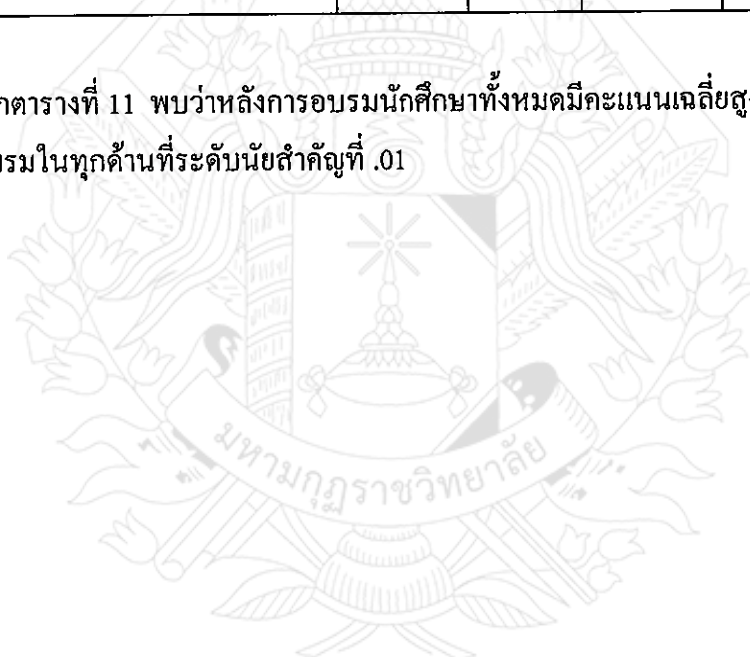 กตารางที่ 11 พบว่าหลังการอบรมนักศึกษาทั้งหมดมีคะแนนเฉลี่ยสู
บรมในทุกด้านที่ระดับนัยสำคัญที่ .01
มหามกุฏราชวิทยาลัย